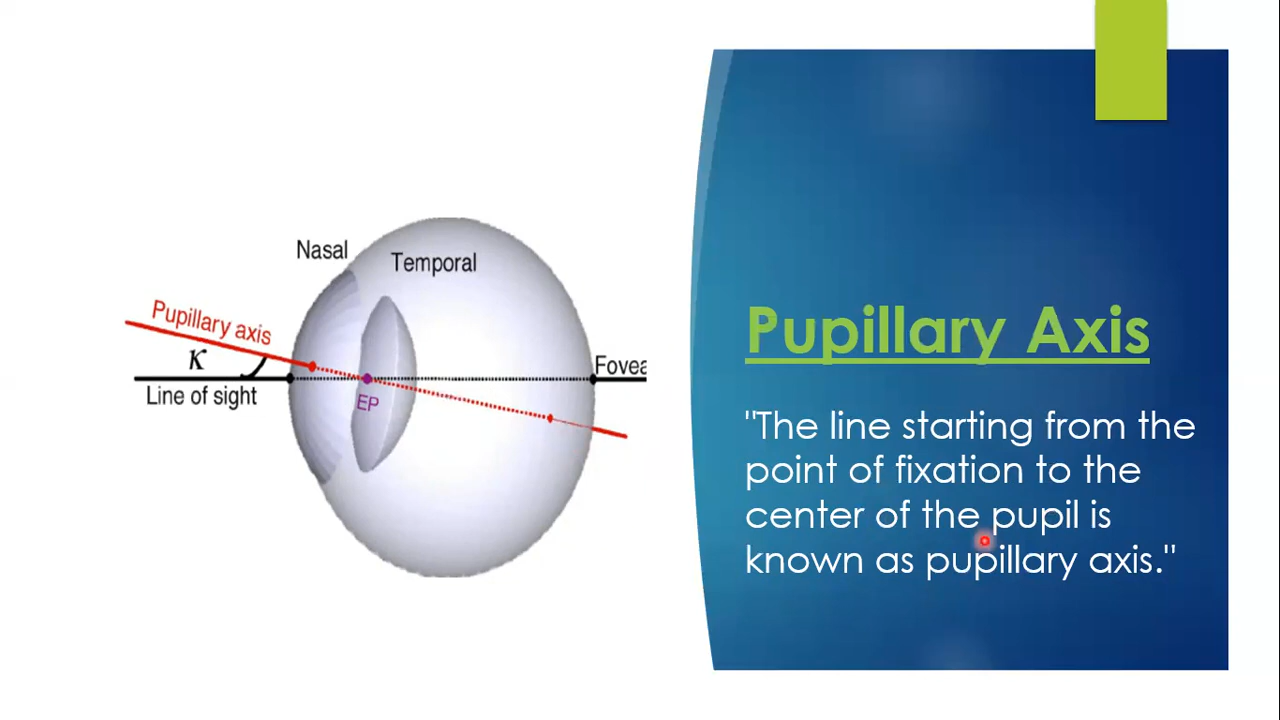 Nasal
Temporal
Pupillary axis
κ
Line of sight
EP
Fovea
Pupillary Axis
"The line starting from the
point of fixation to the
center of the pupil is
known as pupillary axis."